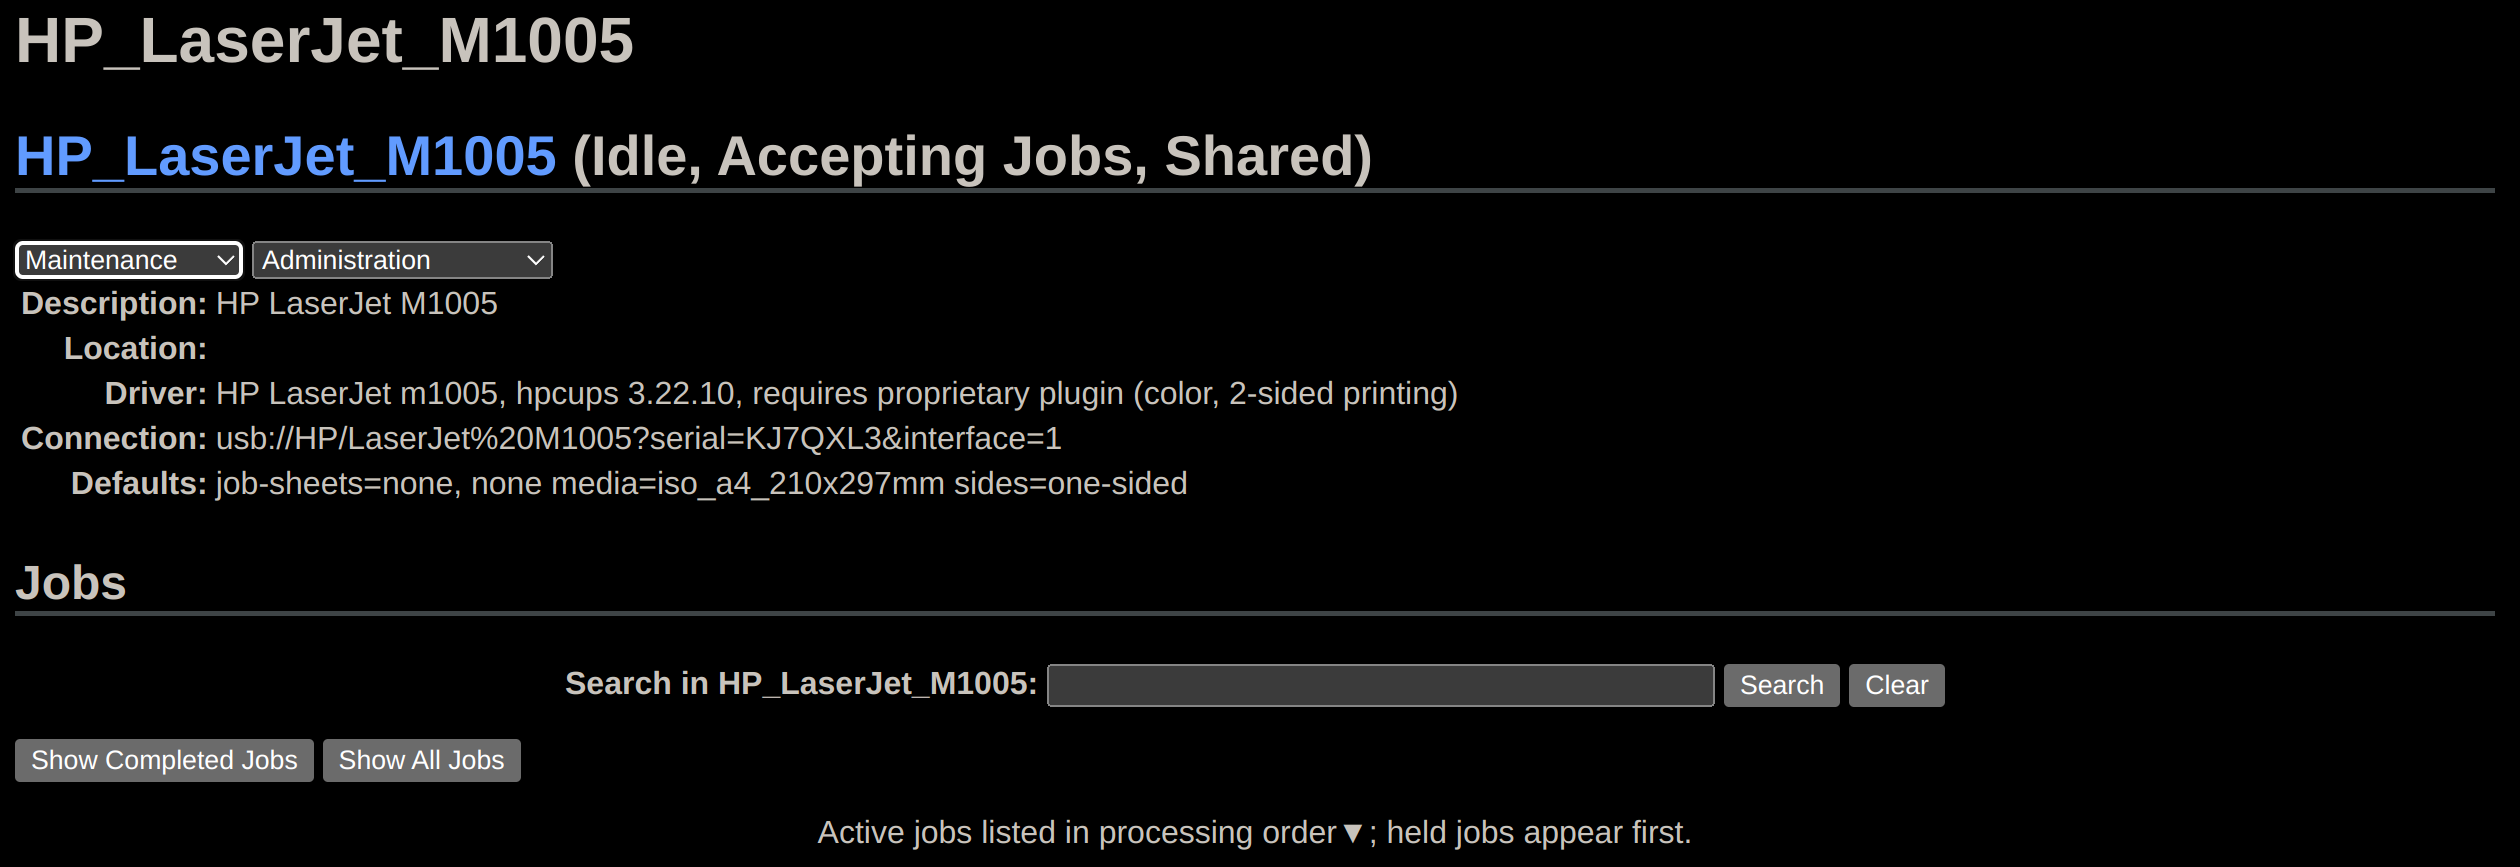 HP_LaserJet_M1005
HP_LaserJet_M1005 (Idle, Accepting Jobs, Shared)
Maintenance Administration
Description: HP LaserJet M1005
Location:
Driver: HP LaserJet m1005, hpcups 3.22.10, requires proprietary plugin (color, 2-sided printing)
Connection: usb://HP/LaserJet%20M1005?serial=KJ7QXL3&interface=1
Defaults: job-sheets=none, none media=iso_a4_210x297mm sides=one-sided
Jobs
Search in HP_LaserJet_M1005: Search Clear
Show Completed Jobs Show All Jobs
Active jobs listed in processing order▼; held jobs appear first.